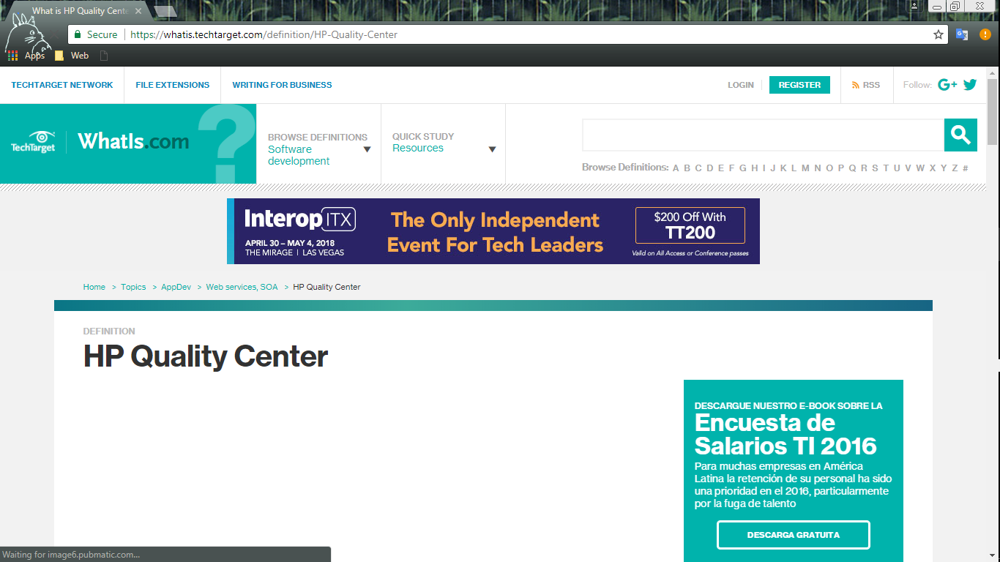 What is HP Quality Cente
Secure https://whatis.techtarget.com/definition/HP-Quality-Center
Apps Web
TECHTARGET NETWORK FILE EXTENSIONS WRITING FOR BUSINESS LOGIN REGISTER RSS Follow: G+
TechTarget WhatIs.com ?
BROWSE DEFINITIONS
Software
development
QUICK STUDY
Resources
Browse Definitions: A B C D E F G H I J K L M N O P Q R S T U V W X Y Z #
Interop ITX
APRIL 30 – MAY 4, 2018
THE MIRAGE | LAS VEGAS
The Only Independent
Event For Tech Leaders
$200 Off With
TT200
Valid on All Access or Conference passes
Home > Topics > AppDev > Web services, SOA > HP Quality Center
DEFINITION
HP Quality Center
DESCARGUE NUESTRO E-BOOK SOBRE LA
Encuesta de
Salarios TI 2016
Para muchas empresas en América
Latina la retención de su personal ha sido
una prioridad en el 2016, particularmente
por la fuga de talento
DESCARGA GRATUITA
Waiting for image6.pubmatic.com...